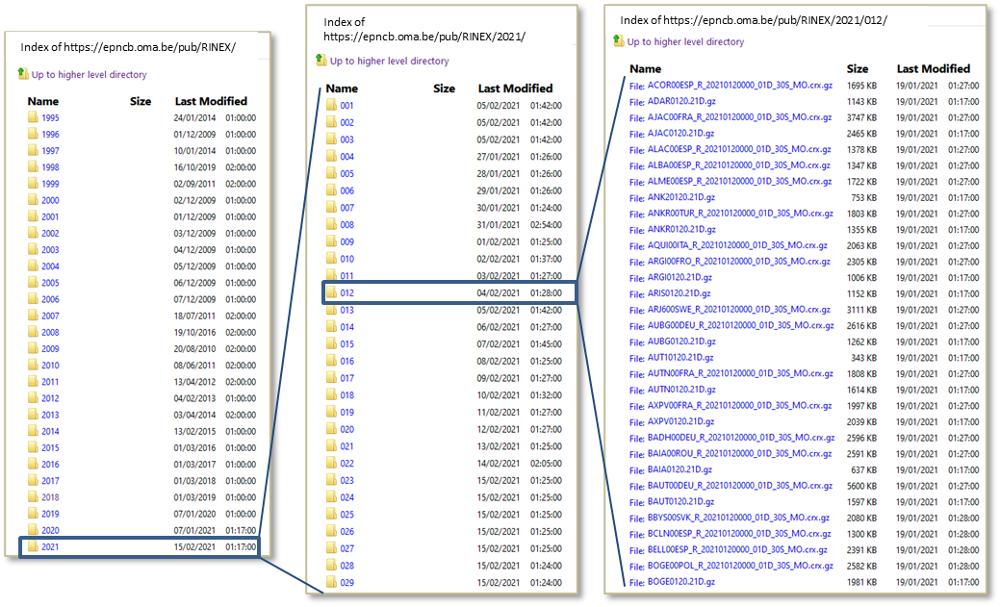 Index of https://epncb.oma.be/pub/RINEX/
Up to higher level directory
Name Size Last Modified
1995 24/01/2014 01:00:00
1996 01/12/2009 01:00:00
1997 10/01/2014 01:00:00
1998 16/10/2019 02:00:00
1999 02/09/2011 02:00:00
2000 02/12/2009 01:00:00
2001 01/12/2009 01:00:00
2002 03/12/2009 01:00:00
2003 04/12/2009 01:00:00
2004 05/12/2009 01:00:00
2005 06/12/2009 01:00:00
2006 07/12/2009 01:00:00
2007 18/07/2011 02:00:00
2008 19/10/2016 02:00:00
2009 20/08/2010 02:00:00
2010 08/06/2011 02:00:00
2011 13/04/2012 02:00:00
2012 04/02/2013 01:00:00
2013 03/04/2014 02:00:00
2014 13/02/2015 01:00:00
2015 01/03/2016 01:00:00
2016 01/03/2017 01:00:00
2017 01/03/2018 01:00:00
2018 01/03/2019 01:00:00
2019 07/01/2020 01:00:00
2020 07/01/2021 01:17:00
2021 15/02/2021 01:17:00
Index of
https://epncb.oma.be/pub/RINEX/2021/
Up to higher level directory
Name Size Last Modified
001 05/02/2021 01:42:00
002 05/02/2021 01:42:00
003 05/02/2021 01:42:00
004 27/01/2021 01:26:00
005 28/01/2021 01:26:00
006 29/01/2021 01:26:00
007 30/01/2021 01:24:00
008 31/01/2021 02:54:00
009 01/02/2021 01:25:00
010 02/02/2021 01:37:00
011 03/02/2021 01:27:00
012 04/02/2021 01:28:00
013 05/02/2021 01:42:00
014 06/02/2021 01:27:00
015 07/02/2021 01:45:00
016 08/02/2021 01:25:00
017 09/02/2021 01:27:00
018 10/02/2021 01:32:00
019 11/02/2021 01:27:00
020 12/02/2021 01:27:00
021 13/02/2021 01:25:00
022 14/02/2021 02:05:00
023 15/02/2021 01:25:00
024 15/02/2021 01:25:00
025 15/02/2021 01:25:00
026 15/02/2021 01:25:00
027 15/02/2021 01:25:00
028 15/02/2021 01:24:00
029 15/02/2021 01:24:00
Index of https://epncb.oma.be/pub/RINEX/2021/012/
Up to higher level directory
Name Size Last Modified
File: ACOR00ESP_R_20210120000_01D_30S_MO.crx.gz 1695 KB 19/01/2021 01:27:00
File: ADAR0120.21D.gz 1143 KB 19/01/2021 01:17:00
File: AJAC00FRA_R_20210120000_01D_30S_MO.crx.gz 3747 KB 19/01/2021 01:27:00
File: AJAC0120.21D.gz 2465 KB 19/01/2021 01:17:00
File: ALAC00ESP_R_20210120000_01D_30S_MO.crx.gz 1378 KB 19/01/2021 01:27:00
File: ALBA00ESP_R_20210120000_01D_30S_MO.crx.gz 1347 KB 19/01/2021 01:27:00
File: ALME00ESP_R_20210120000_01D_30S_MO.crx.gz 1722 KB 19/01/2021 01:27:00
File: ANK20120.21D.gz 753 KB 19/01/2021 01:17:00
File: ANKR00TUR_R_20210120000_01D_30S_MO.crx.gz 1803 KB 19/01/2021 01:27:00
File: ANKR0120.21D.gz 1355 KB 19/01/2021 01:17:00
File: AQUI00ITA_R_20210120000_01D_30S_MO.crx.gz 2063 KB 19/01/2021 01:27:00
File: ARGI00FRO_R_20210120000_01D_30S_MO.crx.gz 2305 KB 19/01/2021 01:27:00
File: ARGI0120.21D.gz 1006 KB 19/01/2021 01:17:00
File: ARIS0120.21D.gz 1152 KB 19/01/2021 01:17:00
File: ARJ600SWE_R_20210120000_01D_30S_MO.crx.gz 3111 KB 19/01/2021 01:27:00
File: AUBG00DEU_R_20210120000_01D_30S_MO.crx.gz 2616 KB 19/01/2021 01:27:00
File: AUBG0120.21D.gz 1262 KB 19/01/2021 01:17:00
File: AUT10120.21D.gz 343 KB 19/01/2021 01:17:00
File: AUTN00FRA_R_20210120000_01D_30S_MO.crx.gz 1808 KB 19/01/2021 01:27:00
File: AUTN0120.21D.gz 1614 KB 19/01/2021 01:17:00
File: AXPV00FRA_R_20210120000_01D_30S_MO.crx.gz 1997 KB 19/01/2021 01:27:00
File: AXPV0120.21D.gz 2039 KB 19/01/2021 01:17:00
File: BADH00DEU_R_20210120000_01D_30S_MO.crx.gz 2596 KB 19/01/2021 01:27:00
File: BAIA00ROU_R_20210120000_01D_30S_MO.crx.gz 2591 KB 19/01/2021 01:27:00
File: BAIA0120.21D.gz 637 KB 19/01/2021 01:17:00
File: BAUT00DEU_R_20210120000_01D_30S_MO.crx.gz 5600 KB 19/01/2021 01:27:00
File: BAUT0120.21D.gz 1597 KB 19/01/2021 01:17:00
File: BBYS00SVK_R_20210120000_01D_30S_MO.crx.gz 2080 KB 19/01/2021 01:28:00
File: BCLN00ESP_R_20210120000_01D_30S_MO.crx.gz 1300 KB 19/01/2021 01:28:00
File: BELL00ESP_R_20210120000_01D_30S_MO.crx.gz 2391 KB 19/01/2021 01:28:00
File: BOGE00POL_R_20210120000_01D_30S_MO.crx.gz 2582 KB 19/01/2021 01:28:00
File: BOGE0120.21D.gz 1981 KB 19/01/2021 01:17:00